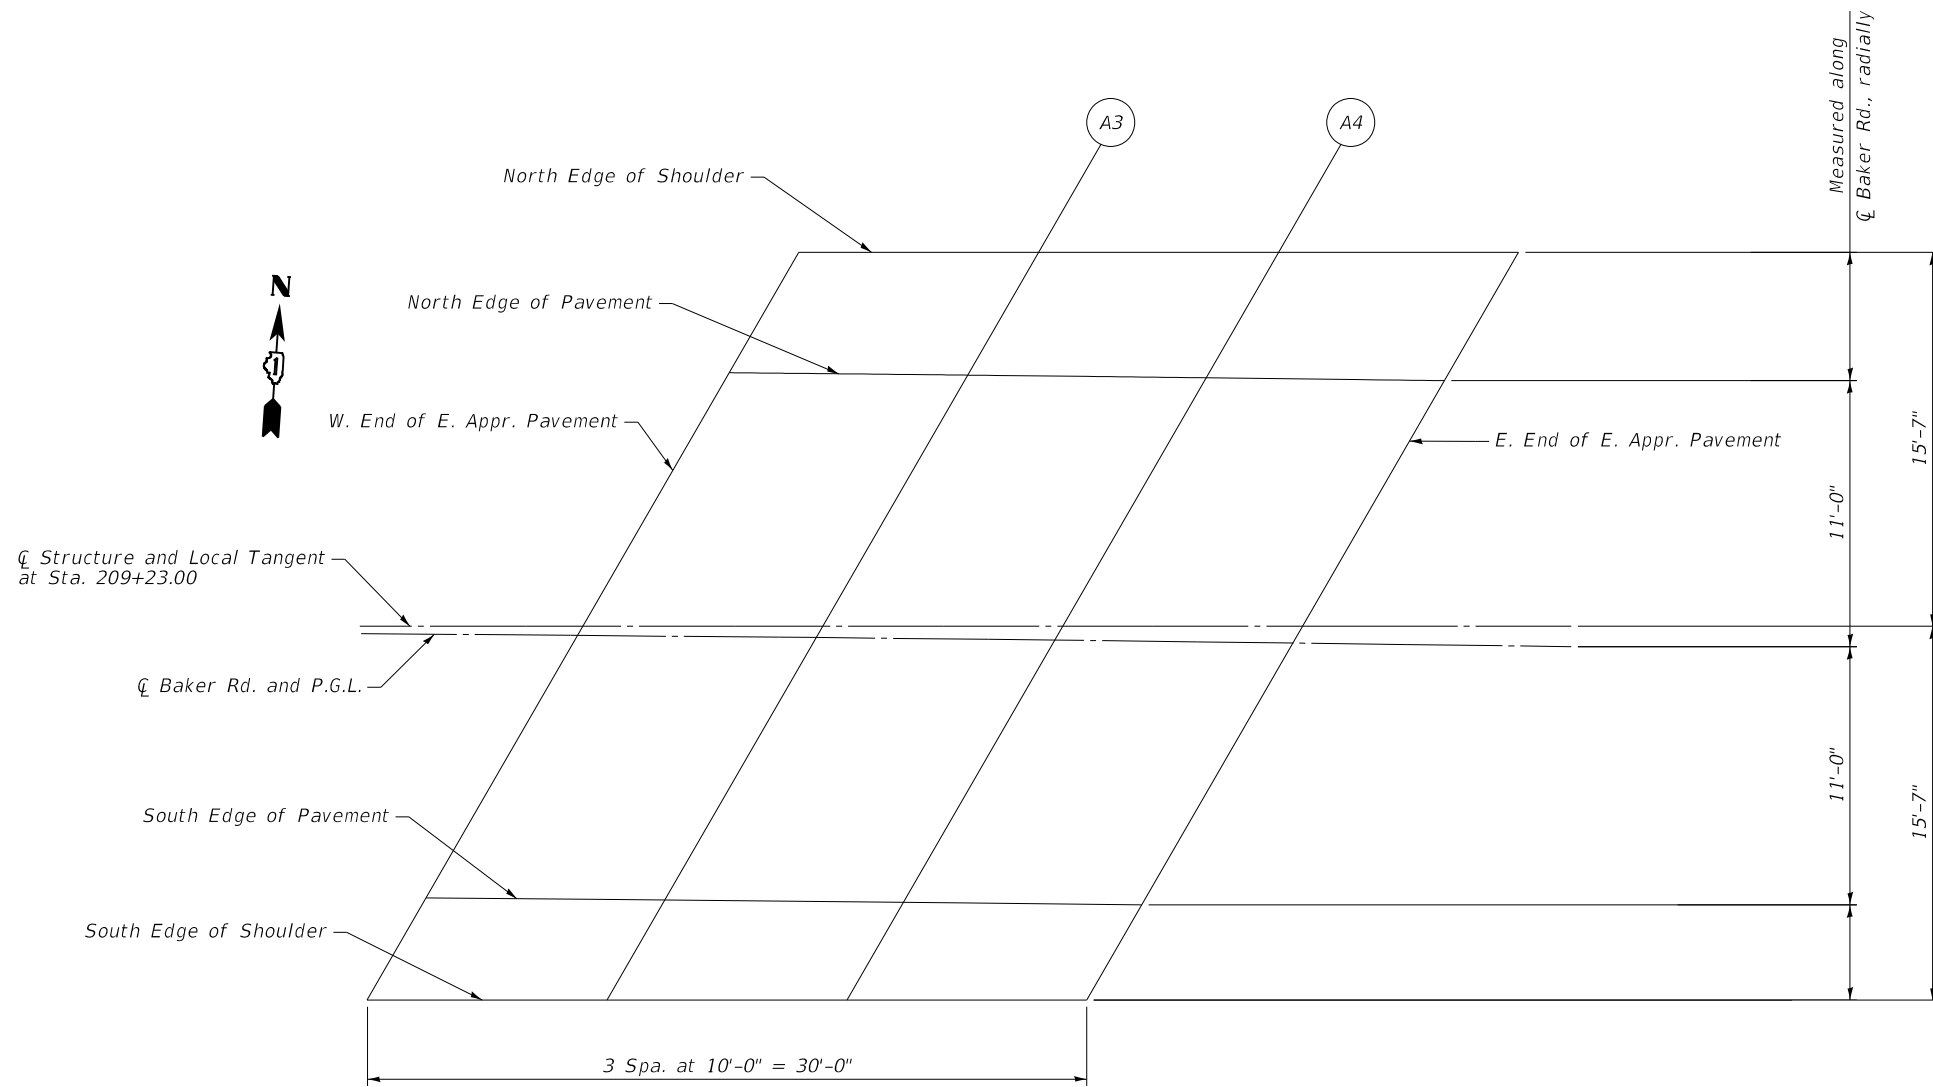 Measured along
℄ Baker Rd., radially
A3
A4
North Edge of Shoulder
N
North Edge of Pavement
1
W. End of E. Appr. Pavement
E. End of E. Appr. Pavement
15'-7"
11'-0"
℄ Structure and Local Tangent
at Sta. 209+23.00
℄ Baker Rd. and P.G.L.
11'-0"
15'-7"
South Edge of Pavement
South Edge of Shoulder
3 Spa. at 10'-0" = 30'-0"